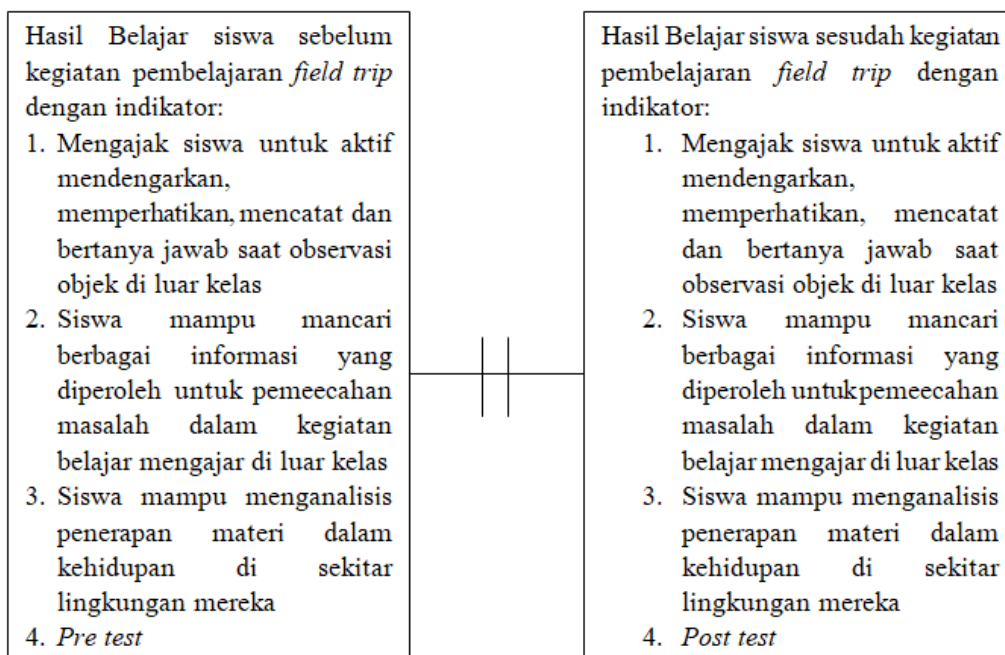 Hasil Belajar siswa sebelum
kegiatan pembelajaran field trip
dengan indikator:
1. Mengajak siswa untuk aktif
mendengarkan,
memperhatikan, mencatat dan
bertanya jawab saat observasi
objek di luar kelas
2. Siswa mampu mancari
berbagai informasi yang
diperoleh untuk pemeecahan
masalah dalam kegiatan
belajar mengajar di luar kelas
3. Siswa mampu menganalisis
penerapan materi dalam
kehidupan di sekitar
lingkungan mereka
4. Pre test
Hasil Belajar siswa sesudah kegiatan
pembelajaran field trip dengan
indikator:
1. Mengajak siswa untuk aktif
mendengarkan,
memperhatikan, mencatat
dan bertanya jawab saat
observasi objek di luar kelas
2. Siswa mampu mancari
berbagai informasi yang
diperoleh untuk pemeecahan
masalah dalam kegiatan
belajar mengajar di luar kelas
3. Siswa mampu menganalisis
penerapan materi dalam
kehidupan di sekitar
lingkungan mereka
4. Post test